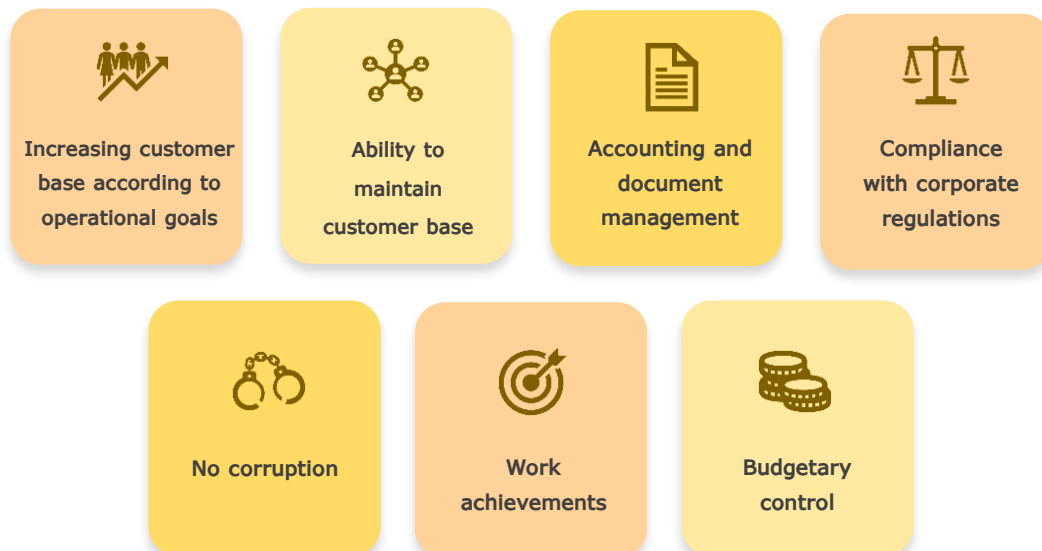 Increasing customer
base according to
operational goals
Ability to
maintain
customer base
Accounting and
document
management
Compliance
with corporate
regulations
No corruption
Work
achievements
Budgetary
control